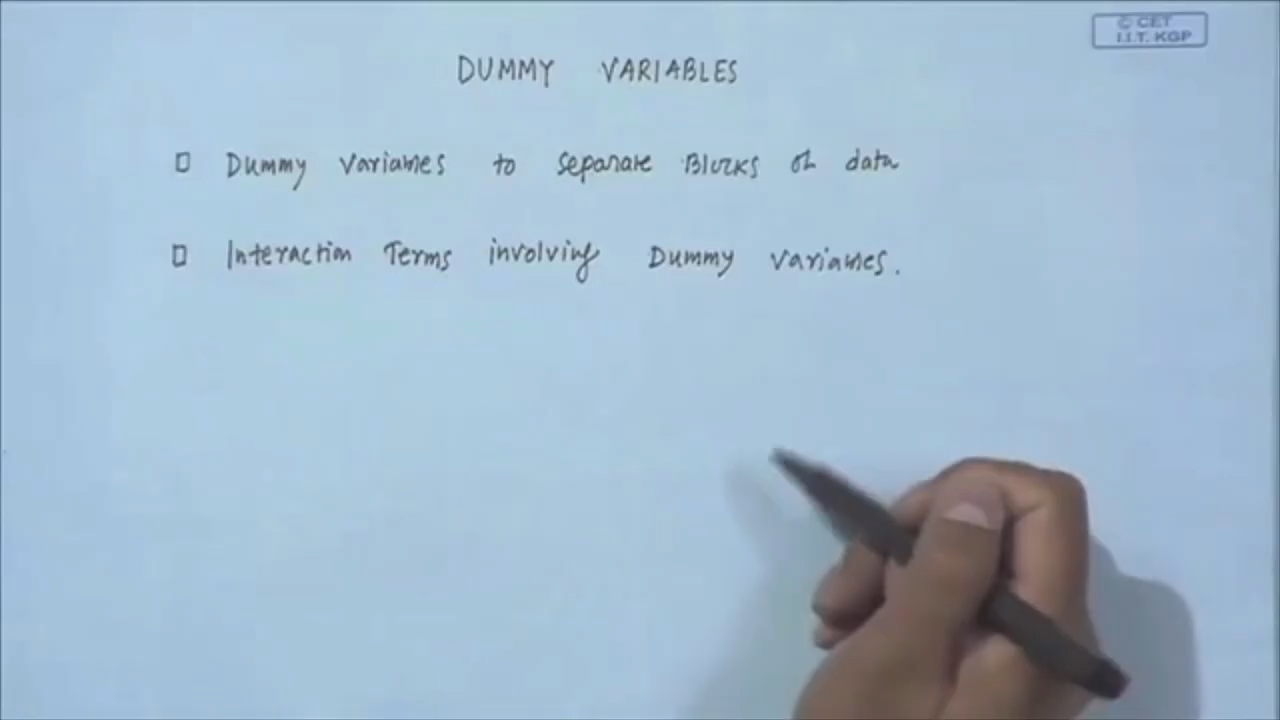 © CET
I.I.T. KGP
DUMMY VARIABLES
Dummy variables to separate Blocks of data
Interaction Terms involving Dummy variables.